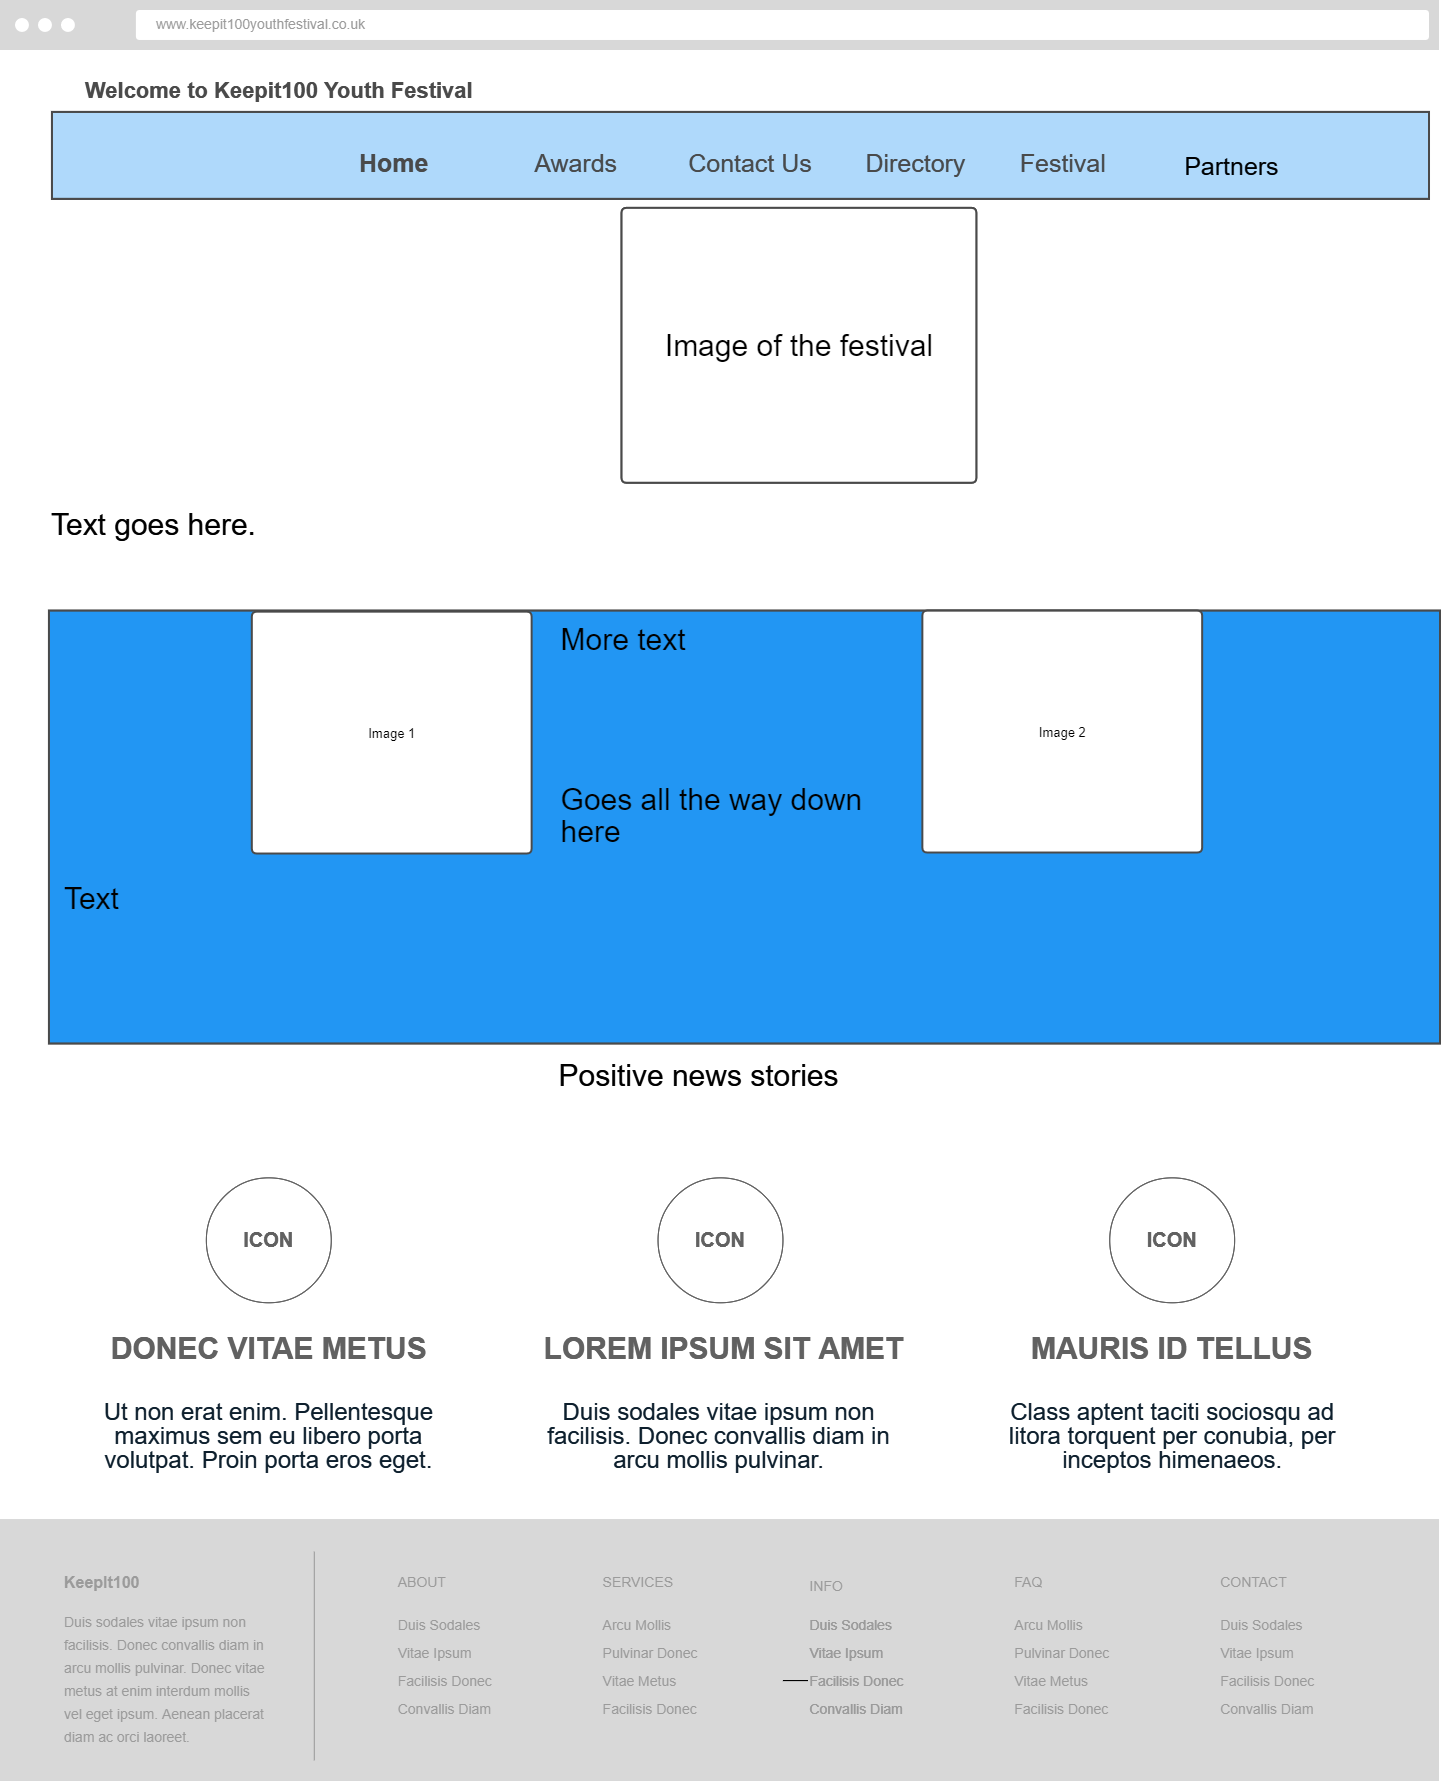 www.keepit100youthfestival.co.uk
Welcome to Keepit100 Youth Festival
Home Awards Contact Us Directory Festival Partners
Image of the festival
Text goes here.
Image 1
More text
Goes all the way down
here
Image 2
Text
Positive news stories
ICON
DONEC VITAE METUS
Ut non erat enim. Pellentesque
maximus sem eu libero porta
volutpat. Proin porta eros eget.
ICON
LOREM IPSUM SIT AMET
Duis sodales vitae ipsum non
facilisis. Donec convallis diam in
arcu mollis pulvinar.
ICON
MAURIS ID TELLUS
Class aptent taciti sociosqu ad
litora torquent per conubia, per
inceptos himenaeos.
KeepIt100
Duis sodales vitae ipsum non
facilisis. Donec convallis diam in
arcu mollis pulvinar. Donec vitae
metus at enim interdum mollis
vel eget ipsum. Aenean placerat
diam ac orci laoreet.
ABOUT
Duis Sodales
Vitae Ipsum
Facilisis Donec
Convallis Diam
SERVICES
Arcu Mollis
Pulvinar Donec
Vitae Metus
Facilisis Donec
INFO
Duis Sodales
Vitae Ipsum
Facilisis Donec
Convallis Diam
FAQ
Arcu Mollis
Pulvinar Donec
Vitae Metus
Facilisis Donec
CONTACT
Duis Sodales
Vitae Ipsum
Facilisis Donec
Convallis Diam